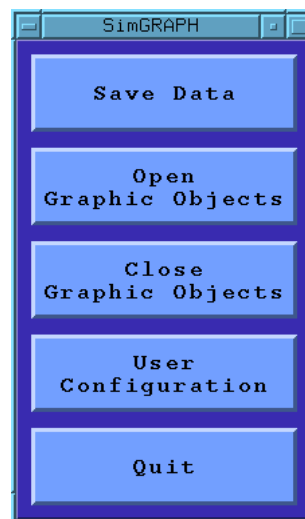 SimGRAPH
Save Data
Open
Graphic Objects
Close
Graphic Objects
User
Configuration
Quit